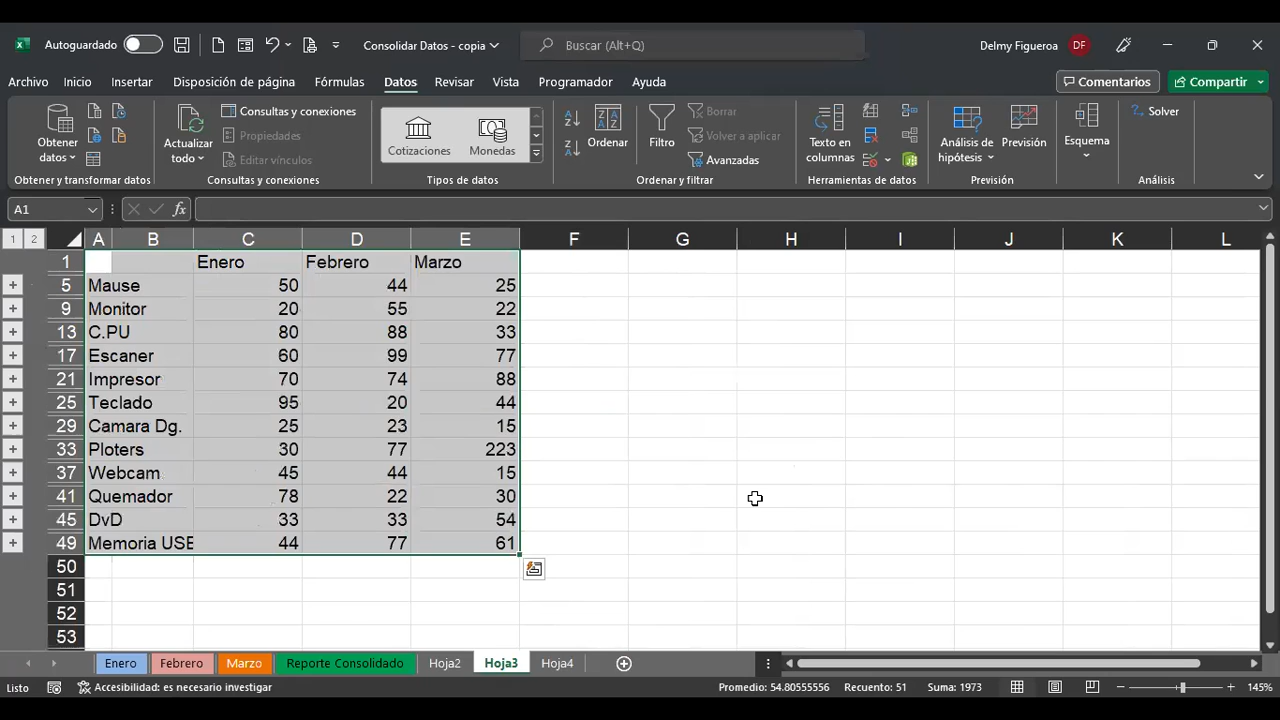 Autoguardado Consolidar Datos - copia Buscar (Alt+Q) Delmy Figueroa DF
Archivo Inicio Insertar Disposición de página Fórmulas Datos Revisar Vista Programador Ayuda Comentarios Compartir
Obtener datos
Actualizar todo
Consultas y conexiones
Propiedades
Editar vínculos
Cotizaciones Monedas
Ordenar
Filtro
Borrar
Volver a aplicar
Avanzadas
Texto en columnas
Análisis de hipótesis
Previsión
Esquema
Solver
Obtener y transformar datos Consultas y conexiones Tipos de datos Ordenar y filtrar Herramientas de datos Previsión Análisis
A1
1 2 A B C D E F G H I J K L
1 Enero Febrero Marzo
5 Mause 50 44 25
9 Monitor 20 55 22
13 C.PU 80 88 33
17 Escaner 60 99 77
21 Impresor 70 74 88
25 Teclado 95 20 44
29 Camara Dg. 25 23 15
33 Ploters 30 77 223
37 Webcam 45 44 15
41 Quemador 78 22 30
45 DvD 33 33 54
49 Memoria USB 44 77 61
50
51
52
53
Enero Febrero Marzo Reporte Consolidado Hoja2 Hoja3 Hoja4
Listo Accesibilidad: es necesario investigar Promedio: 54.80555556 Recuento: 51 Suma: 1973 145%